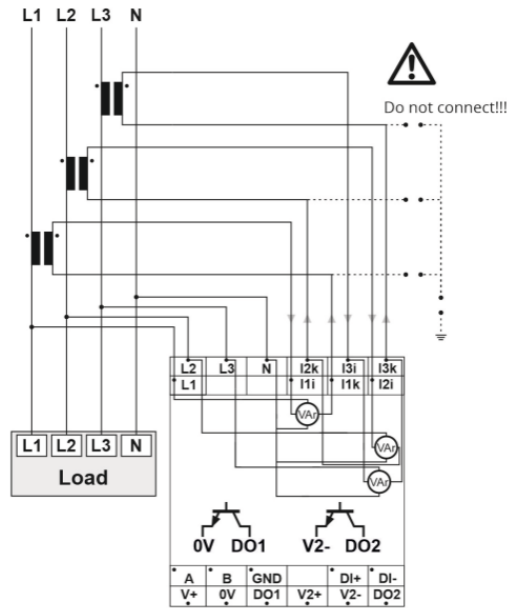 L1 L2 L3 N
Do not connect!!!
L2 L3 N I2k I3i I3k
L1 I1i I1k I2i
VAr
VAr
VAr
L1 L2 L3 N
Load
0V DO1 V2- DO2
A B GND DI+ DI-
V+ 0V DO1 V2+ V2- DO2